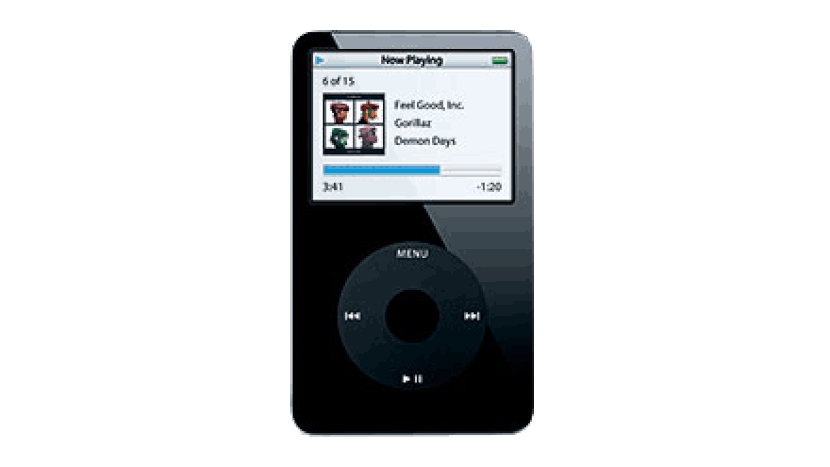 Now Playing
6 of 15
Feel Good, Inc.
Gorillaz
Demon Days
3:41 -1:20
MENU